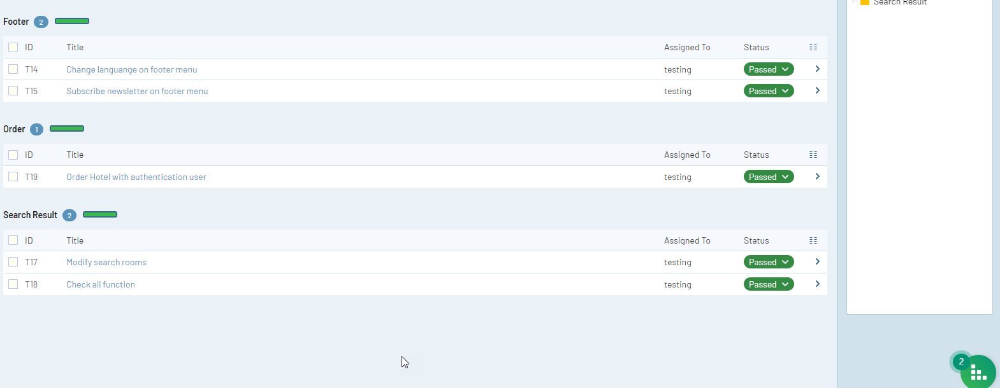 Search Result
Footer 2
ID Title Assigned To Status
T14 Change languange on footer menu testing Passed
T15 Subscribe newsletter on footer menu testing Passed
Order 1
ID Title Assigned To Status
T19 Order Hotel with authentication user testing Passed
Search Result 2
ID Title Assigned To Status
T17 Modify search rooms testing Passed
T18 Check all function testing Passed
2